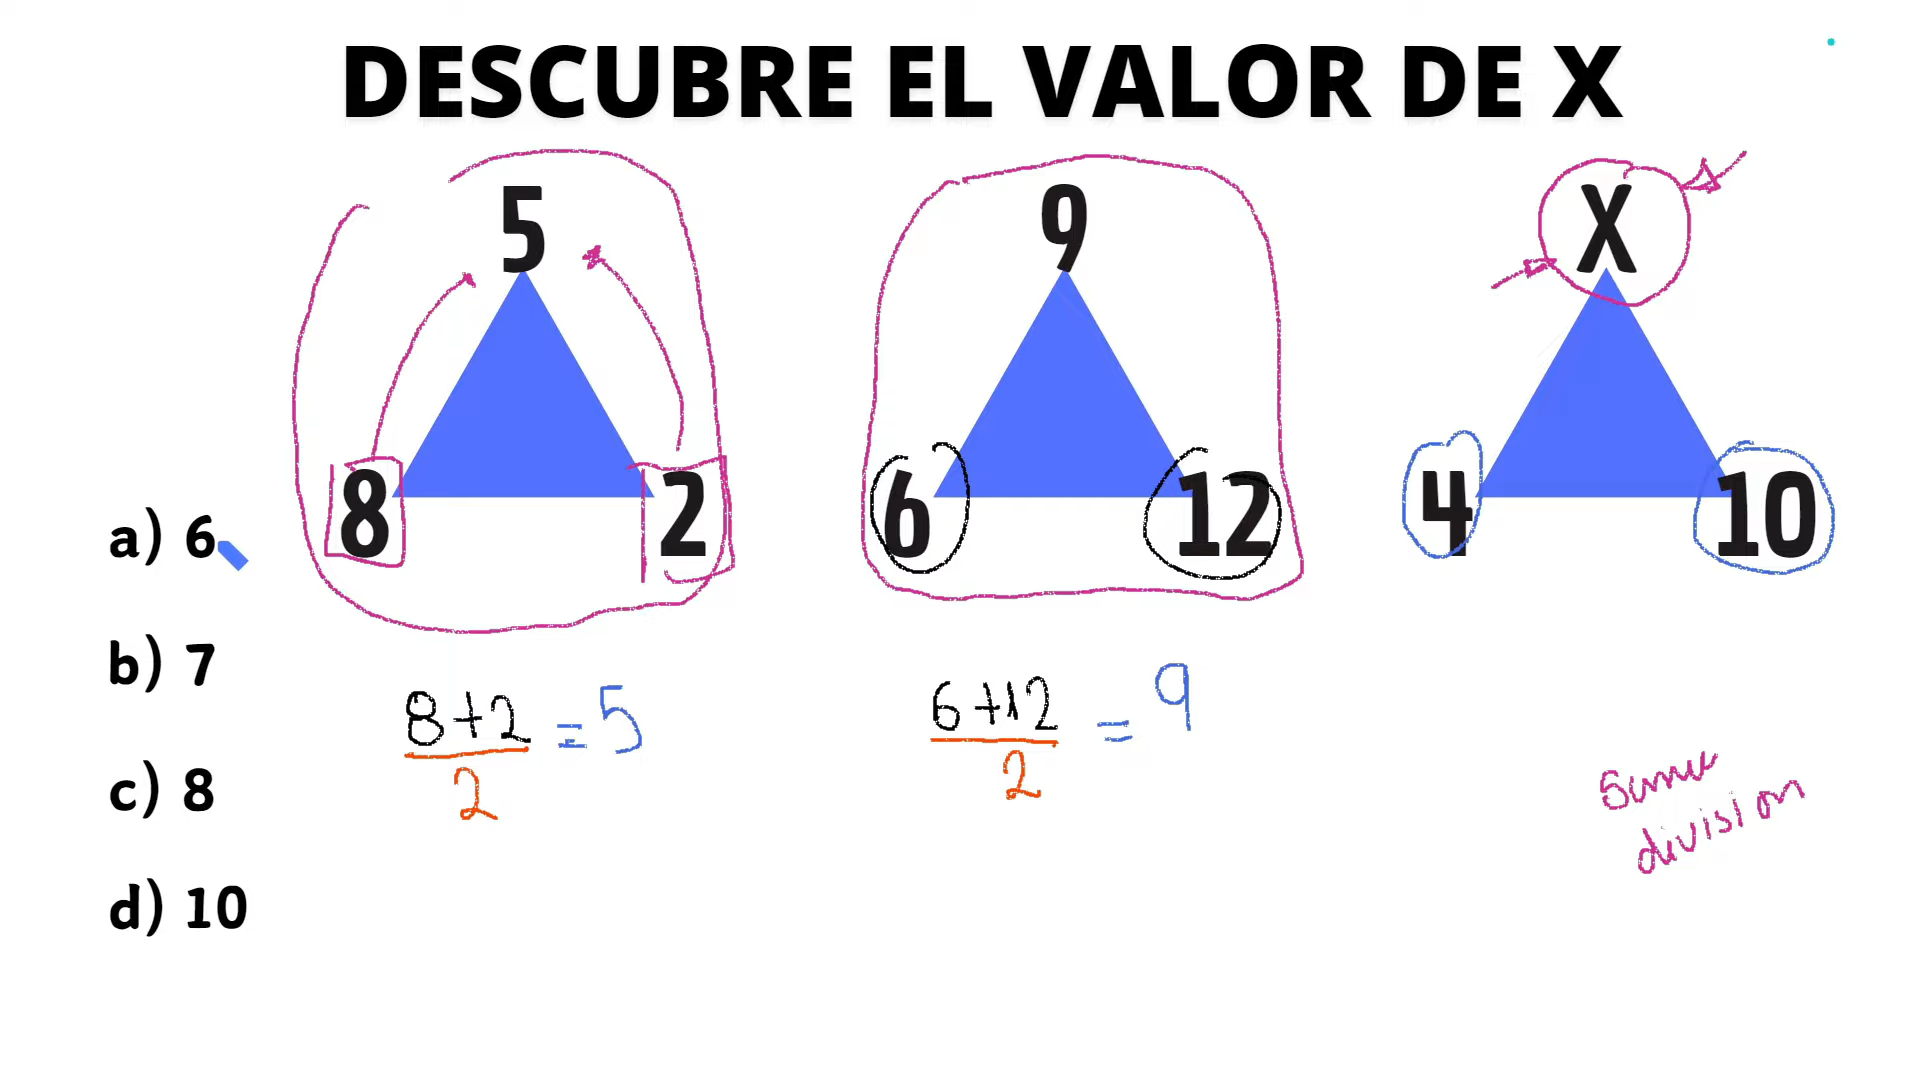 DESCUBRE EL VALOR DE X
5
9
X
8
2
6
12
4
10
a) 6
b) 7
c) 8
d) 10
8+2
2
= 5
6+12
2
= 9
suma
division